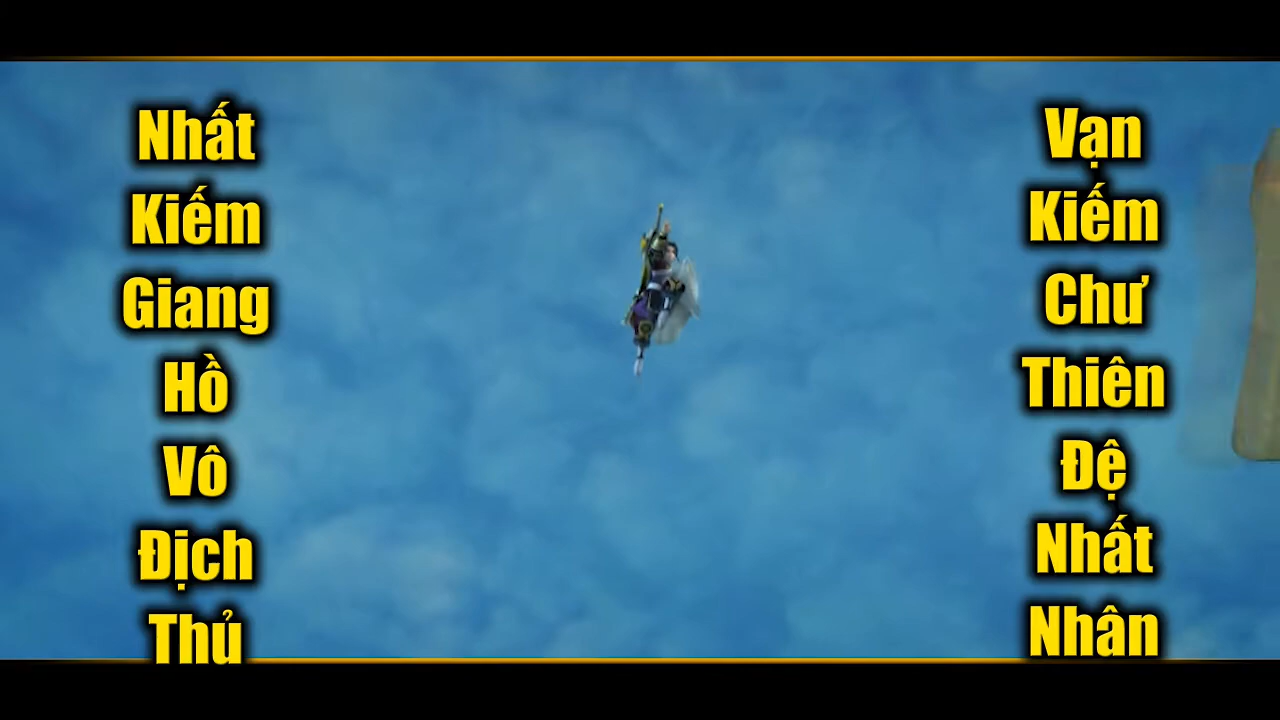 Nhất
Kiếm
Giang
Hồ
Vô
Địch
Thủ
Vạn
Kiếm
Chư
Thiên
Đệ
Nhất
Nhân